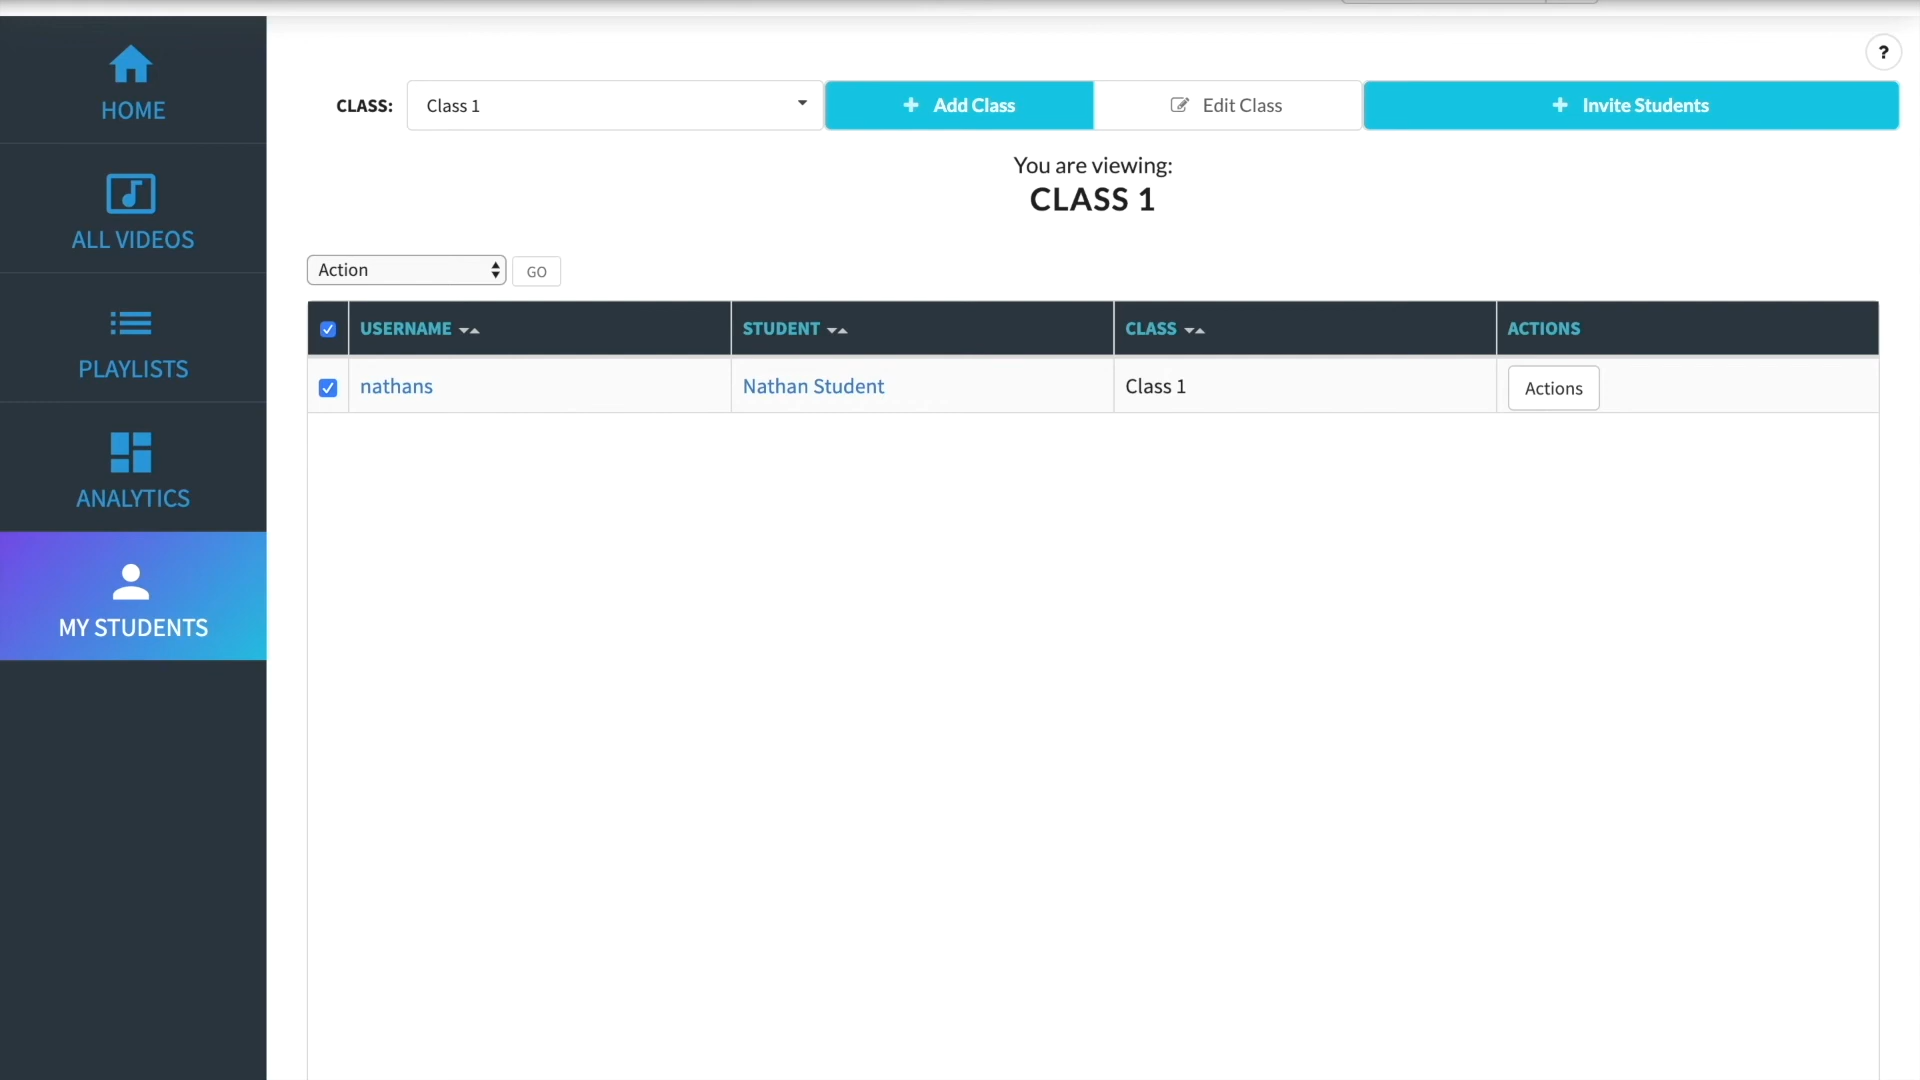 HOME
ALL VIDEOS
PLAYLISTS
ANALYTICS
MY STUDENTS
?
CLASS: Class 1 + Add Class Edit Class + Invite Students
You are viewing:
CLASS 1
Action GO
USERNAME STUDENT CLASS ACTIONS
nathans Nathan Student Class 1 Actions